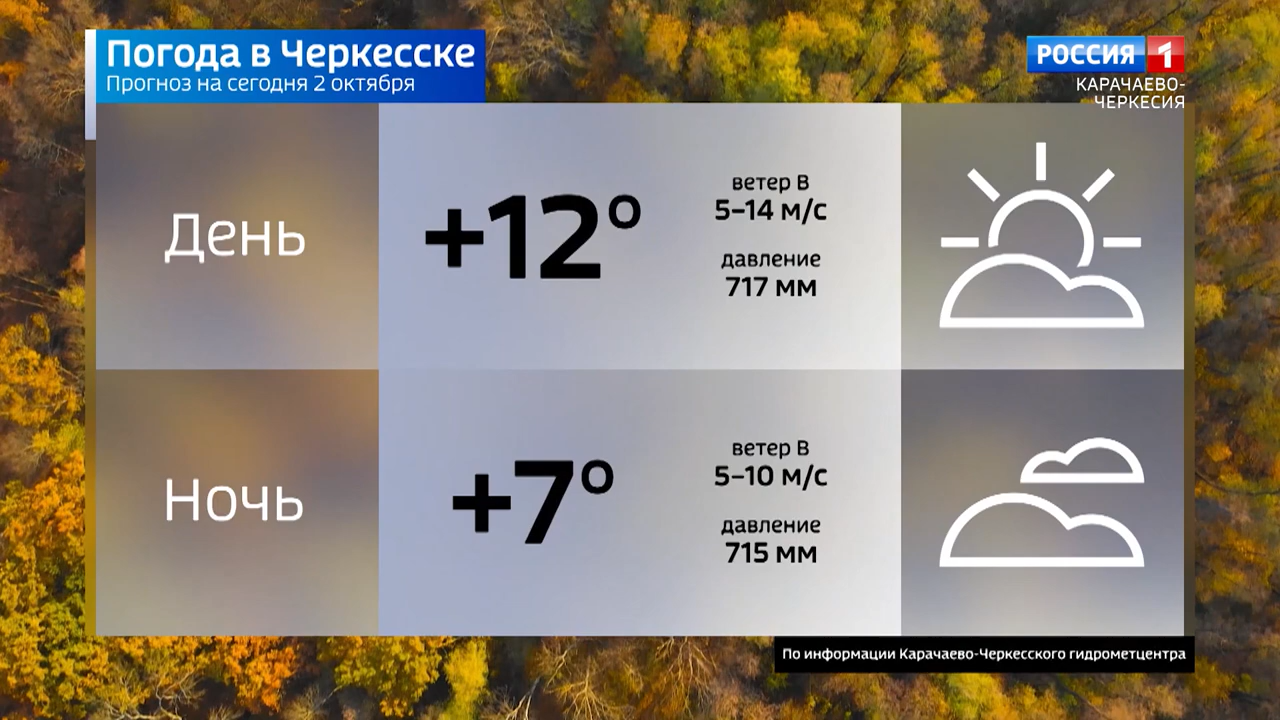 Погода в Черкесске
Прогноз на сегодня 2 октября
РОССИЯ 1
КАРАЧАЕВО-
ЧЕРКЕСИЯ
День
+12°
ветер В
5-14 м/с
давление
717 мм
Ночь
+7°
ветер В
5-10 м/с
давление
715 мм
По информации Карачаево-Черкесского гидрометцентра